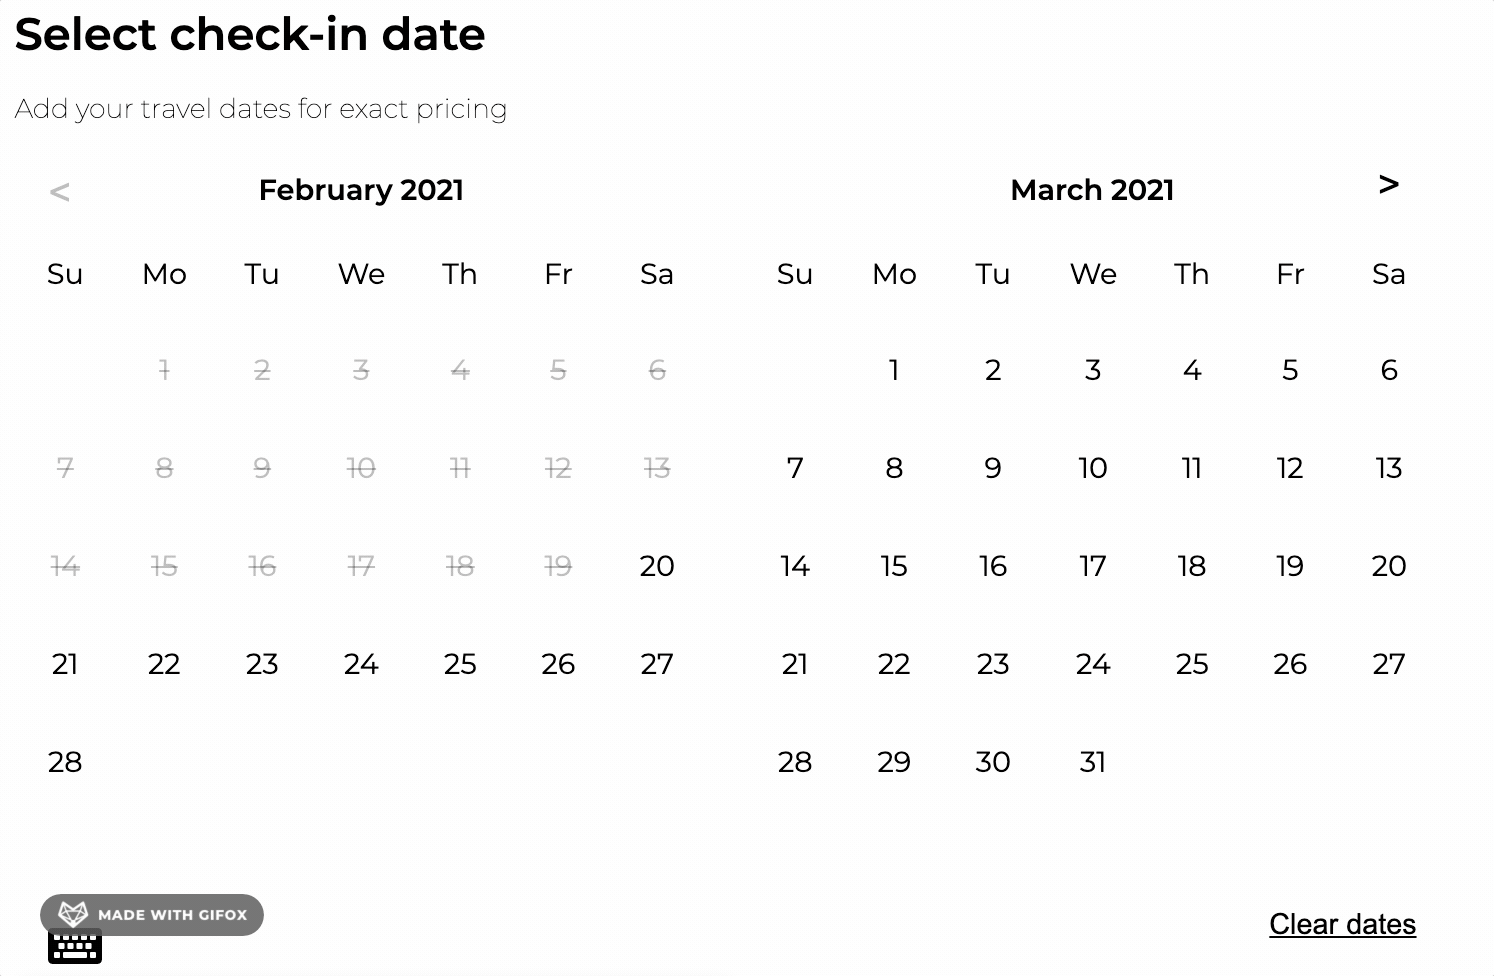 Select check-in date
Add your travel dates for exact pricing
< February 2021
Su Mo Tu We Th Fr Sa
1 2 3 4 5 6
7 8 9 10 11 12 13
14 15 16 17 18 19 20
21 22 23 24 25 26 27
28
March 2021 >
Su Mo Tu We Th Fr Sa
1 2 3 4 5 6
7 8 9 10 11 12 13
14 15 16 17 18 19 20
21 22 23 24 25 26 27
28 29 30 31
MADE WITH GIFOX
Clear dates